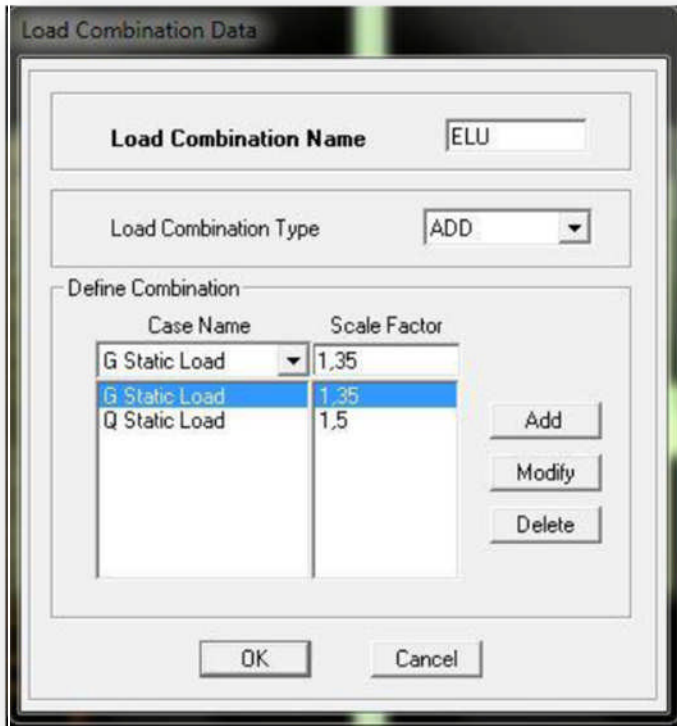 Load Combination Data
Load Combination Name ELU
Load Combination Type ADD
Define Combination
Case Name Scale Factor
G Static Load 1,35
G Static Load 1,35
Q Static Load 1,5
Add
Modify
Delete
OK Cancel